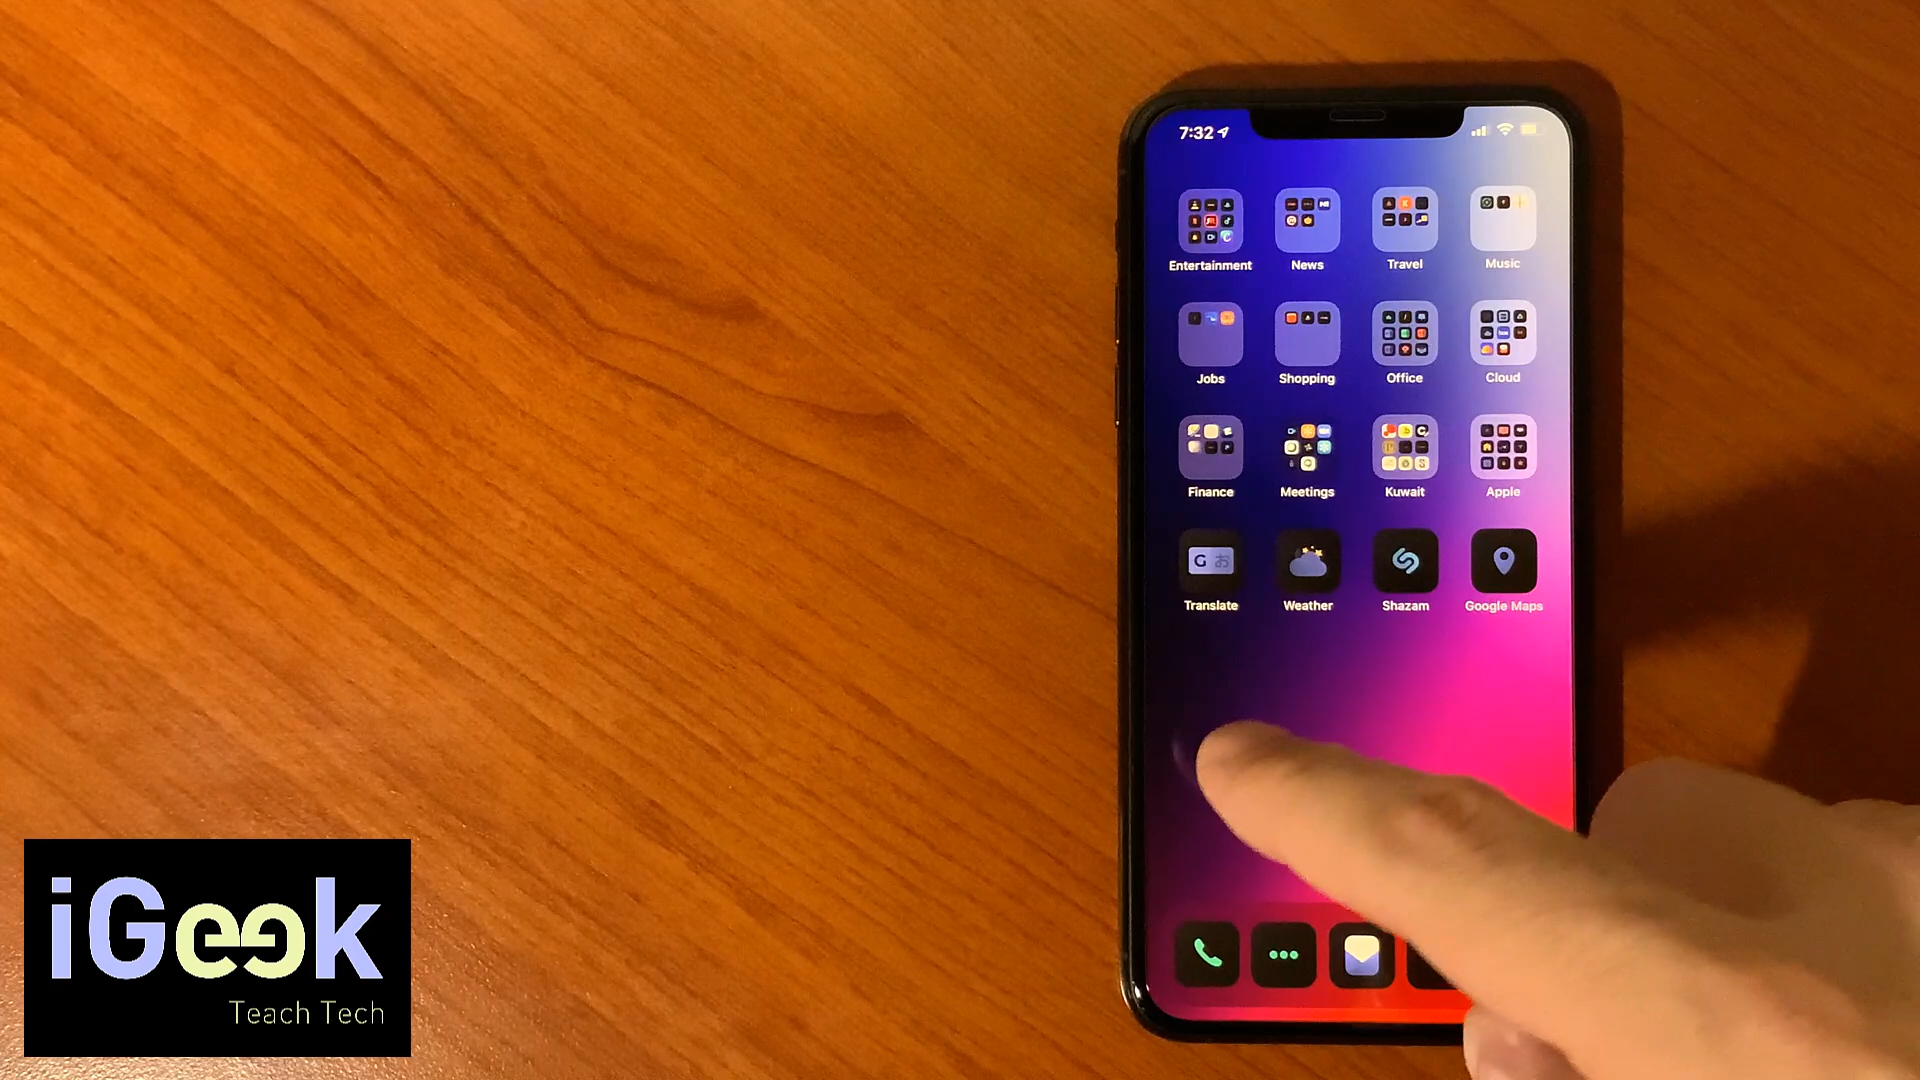 7:32
Entertainment News Travel Music
Jobs Shopping Office Cloud
Finance Meetings Kuwait Apple
G
Translate Weather Shazam Google Maps
iGeek
Teach Tech